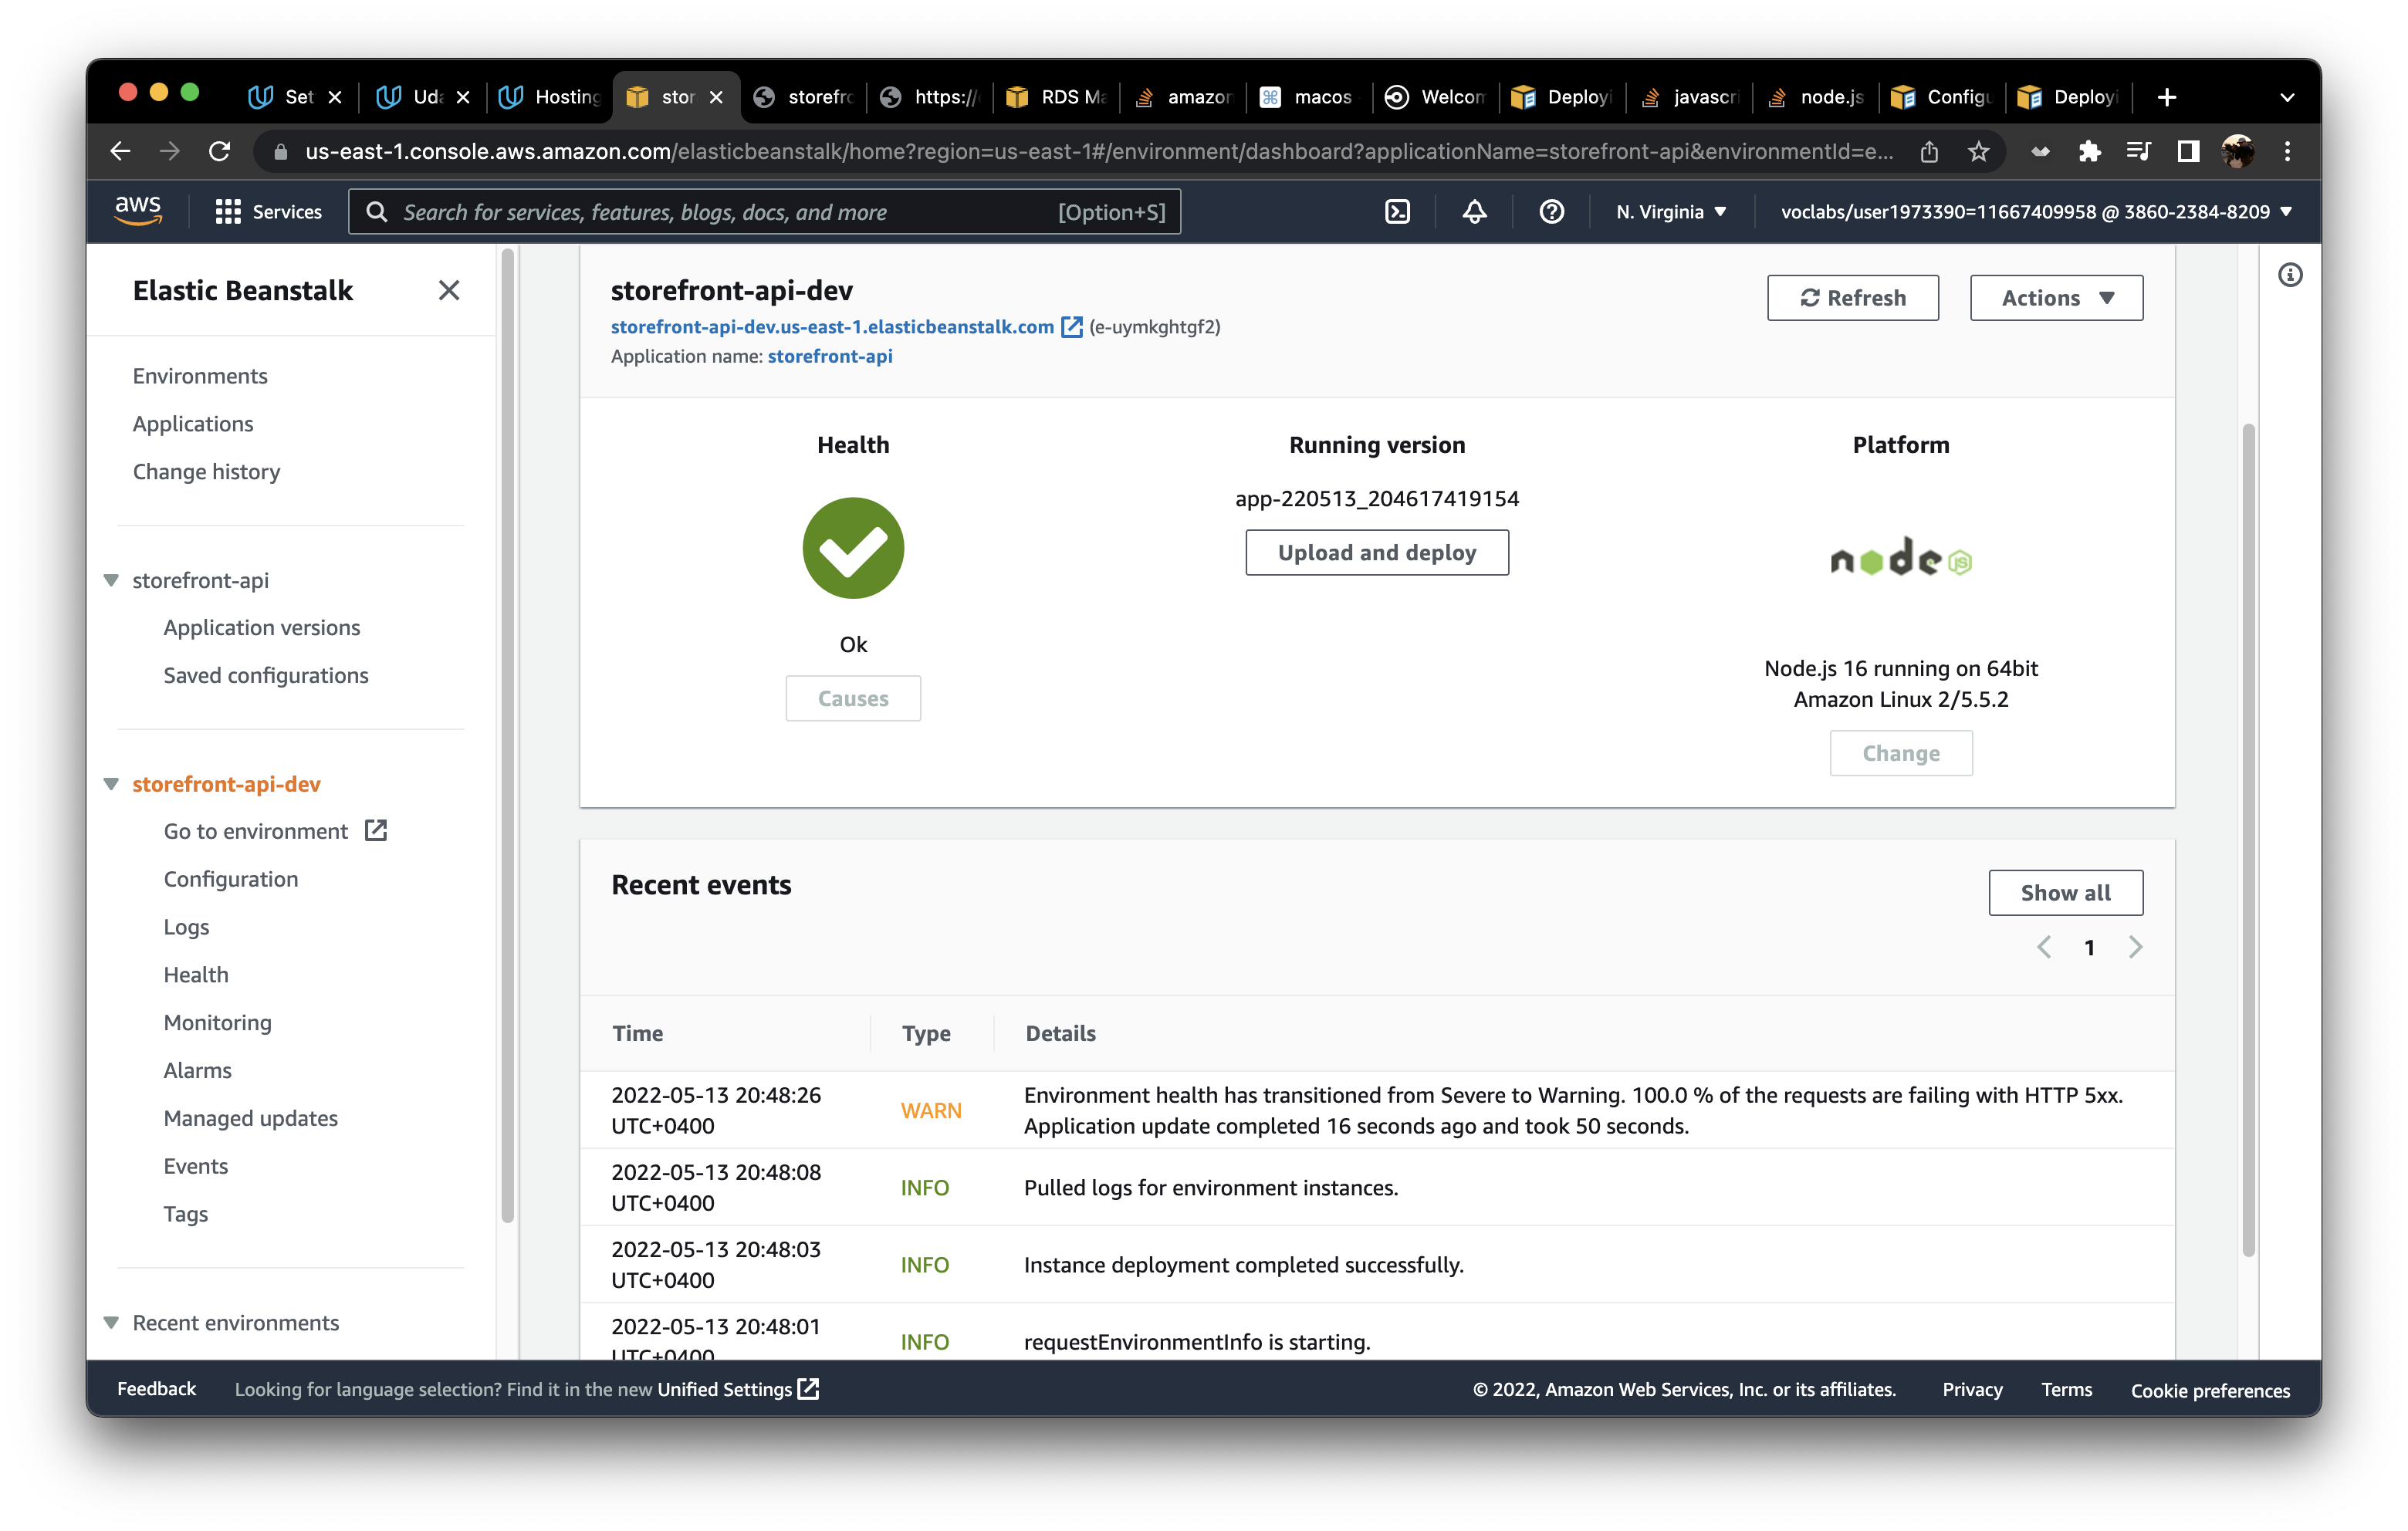 Set
Uda
Hosting
stor
storefro
https://
RDS Ma
amazon
macos
Welcom
Deployi
javascri
node.js
Configu
Deployi
us-east-1.console.aws.amazon.com/elasticbeanstalk/home?region=us-east-1#/environment/dashboard?applicationName=storefront-api&environmentId=e...
aws
Services
Search for services, features, blogs, docs, and more
[Option+S]
N. Virginia
voclabs/user1973390=11667409958 @ 3860-2384-8209
Elastic Beanstalk
Environments
Applications
Change history
storefront-api
Application versions
Saved configurations
storefront-api-dev
Go to environment
Configuration
Logs
Health
Monitoring
Alarms
Managed updates
Events
Tags
Recent environments
storefront-api-dev
storefront-api-dev.us-east-1.elasticbeanstalk.com (e-uymkghtgf2)
Application name: storefront-api
Refresh
Actions
Health
Ok
Causes
Running version
app-220513_204617419154
Upload and deploy
Platform
node JS
Node.js 16 running on 64bit
Amazon Linux 2/5.5.2
Change
Recent events
Show all
1
Time
Type
Details
2022-05-13 20:48:26
UTC+0400
WARN
Environment health has transitioned from Severe to Warning. 100.0 % of the requests are failing with HTTP 5xx.
Application update completed 16 seconds ago and took 50 seconds.
2022-05-13 20:48:08
UTC+0400
INFO
Pulled logs for environment instances.
2022-05-13 20:48:03
UTC+0400
INFO
Instance deployment completed successfully.
2022-05-13 20:48:01
UTC+0400
INFO
requestEnvironmentInfo is starting.
Feedback
Looking for language selection? Find it in the new Unified Settings
© 2022, Amazon Web Services, Inc. or its affiliates.
Privacy
Terms
Cookie preferences